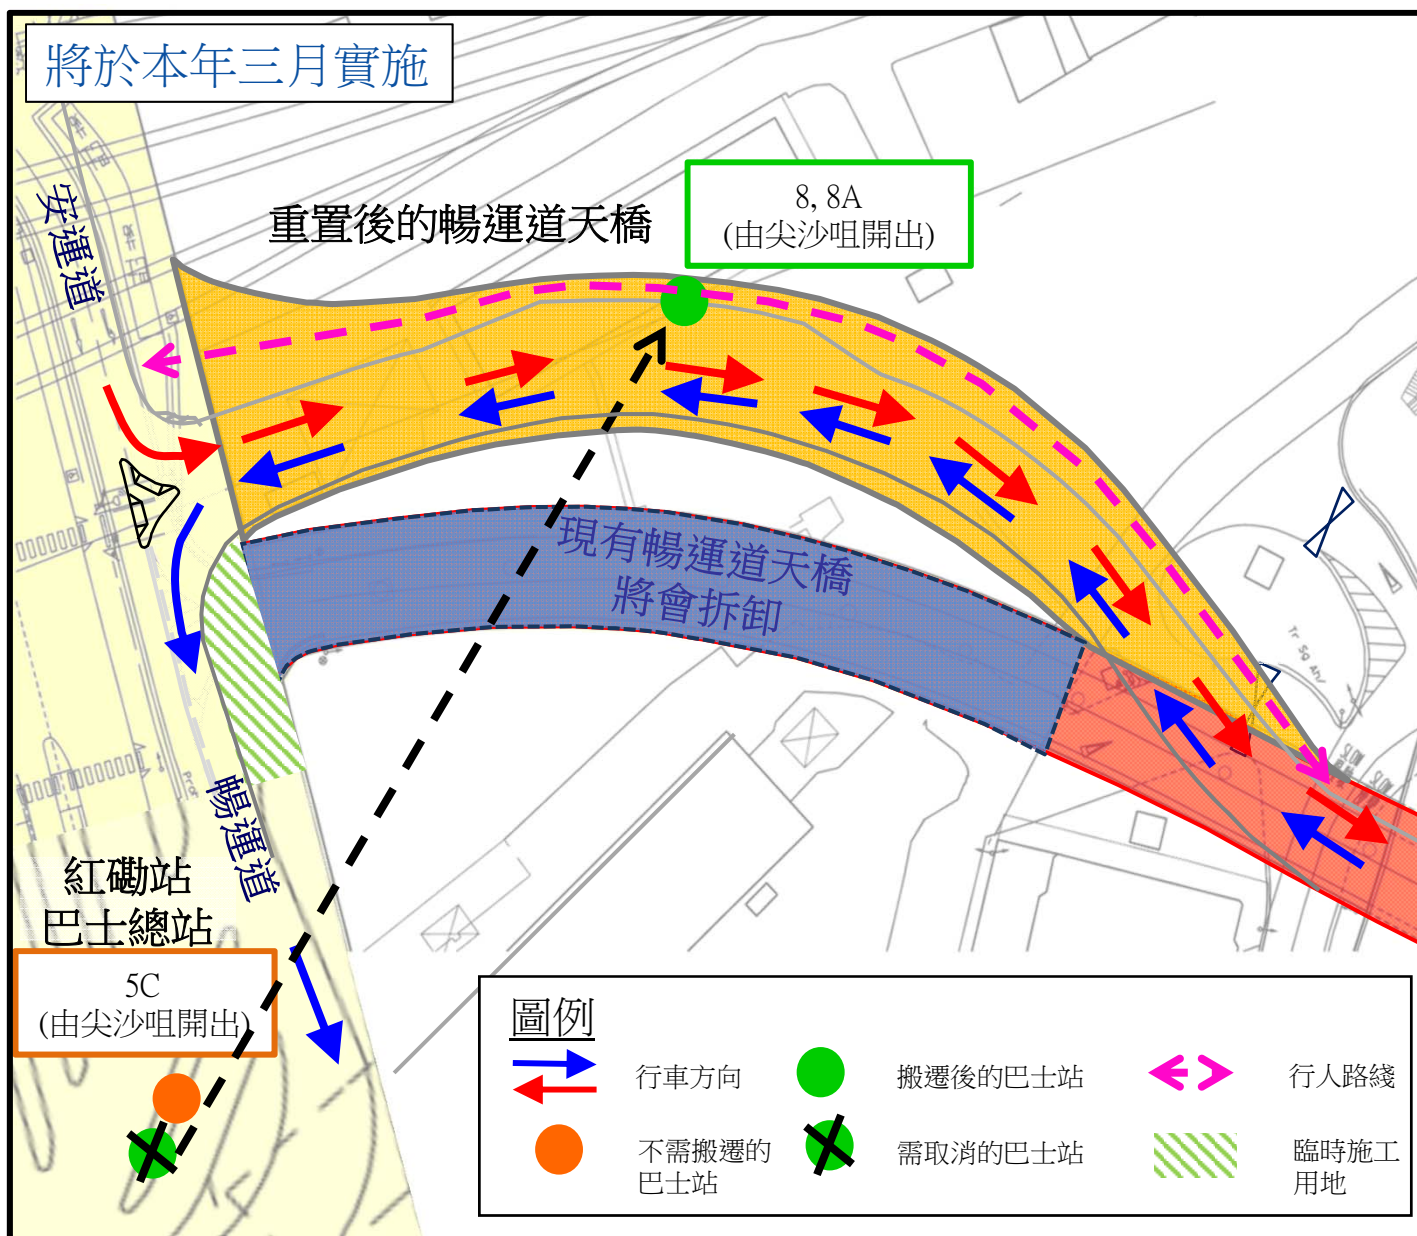 將於本年三月實施
安運道
重置後的暢運道天橋
8, 8A
(由尖沙咀開出)
現有暢運道天橋
將會拆卸
暢運道
紅磡站
巴士總站
5C
(由尖沙咀開出)
圖例
行車方向
搬遷後的巴士站
行人路綫
不需搬遷的
巴士站
需取消的巴士站
臨時施工
用地